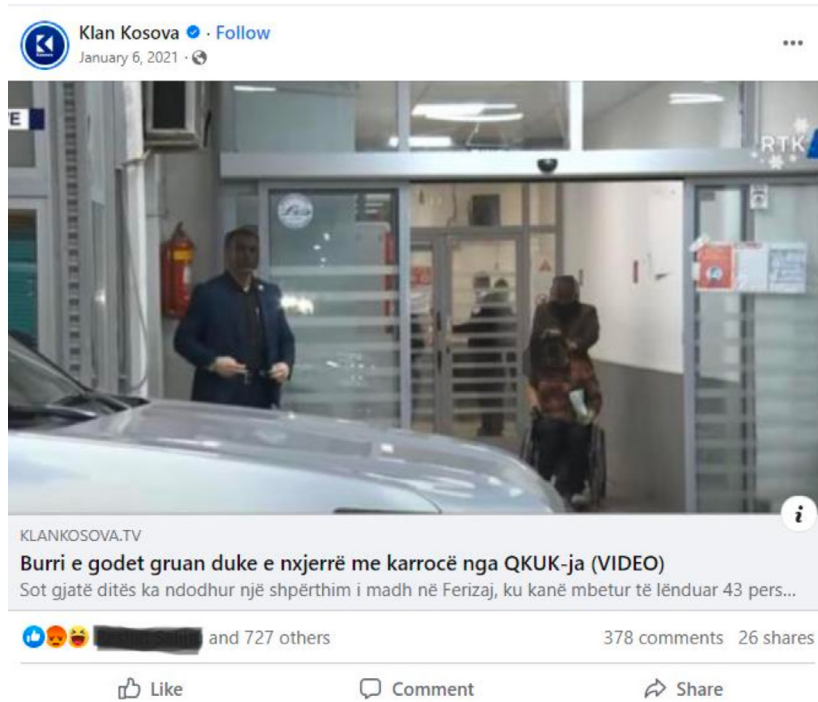 Klan Kosova · Follow
January 6, 2021 ·
E
RTK
KLANKOSOVA.TV
Burri e godet gruan duke e nxjerrë me karrocë nga QKUK-ja (VIDEO)
Sot gjatë ditës ka ndodhur një shpërthim i madh në Ferizaj, ku kanë mbetur të lënduar 43 pers...
and 727 others
378 comments 26 shares
Like Comment Share